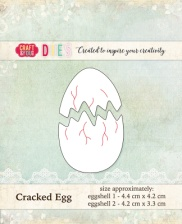 CRAFT & YOU
DIES
Created to inspire your creativity
Cracked Egg
size approximately:
eggshell 1 - 4.4 cm x 4.2 cm
eggshell 2 - 4.2 cm x 3.3 cm